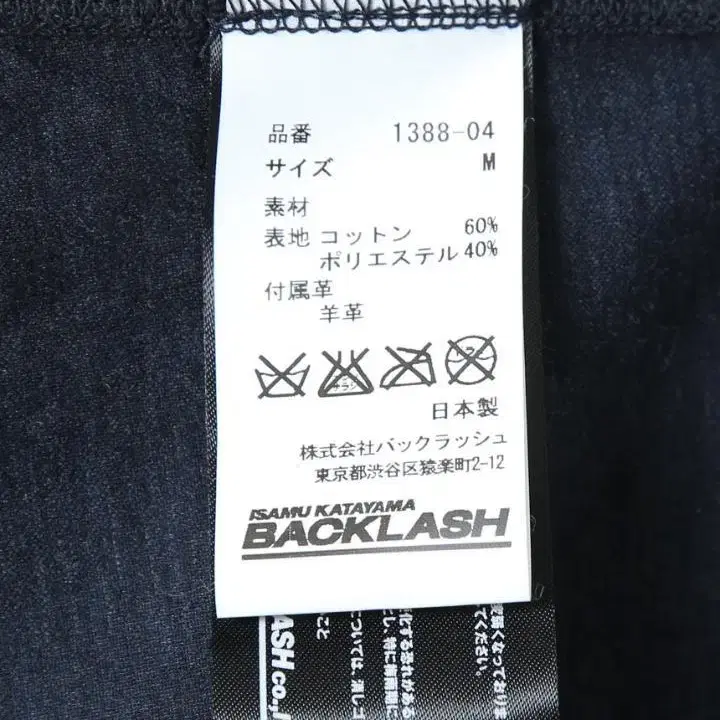 品番 1388-04
サイズ M
素材
表地 コットン 60%
ポリエステル 40%
付属革
羊革
日本製
株式会社バックラッシュ
東京都渋谷区猿楽町2-12
ISAMU KATAYAMA
BACKLASH